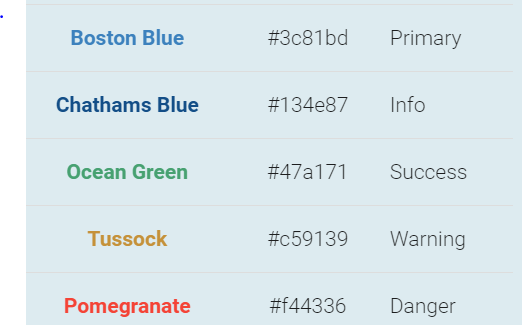 Boston Blue #3c81bd Primary
Chathams Blue #134e87 Info
Ocean Green #47a171 Success
Tussock #c59139 Warning
Pomegranate #f44336 Danger